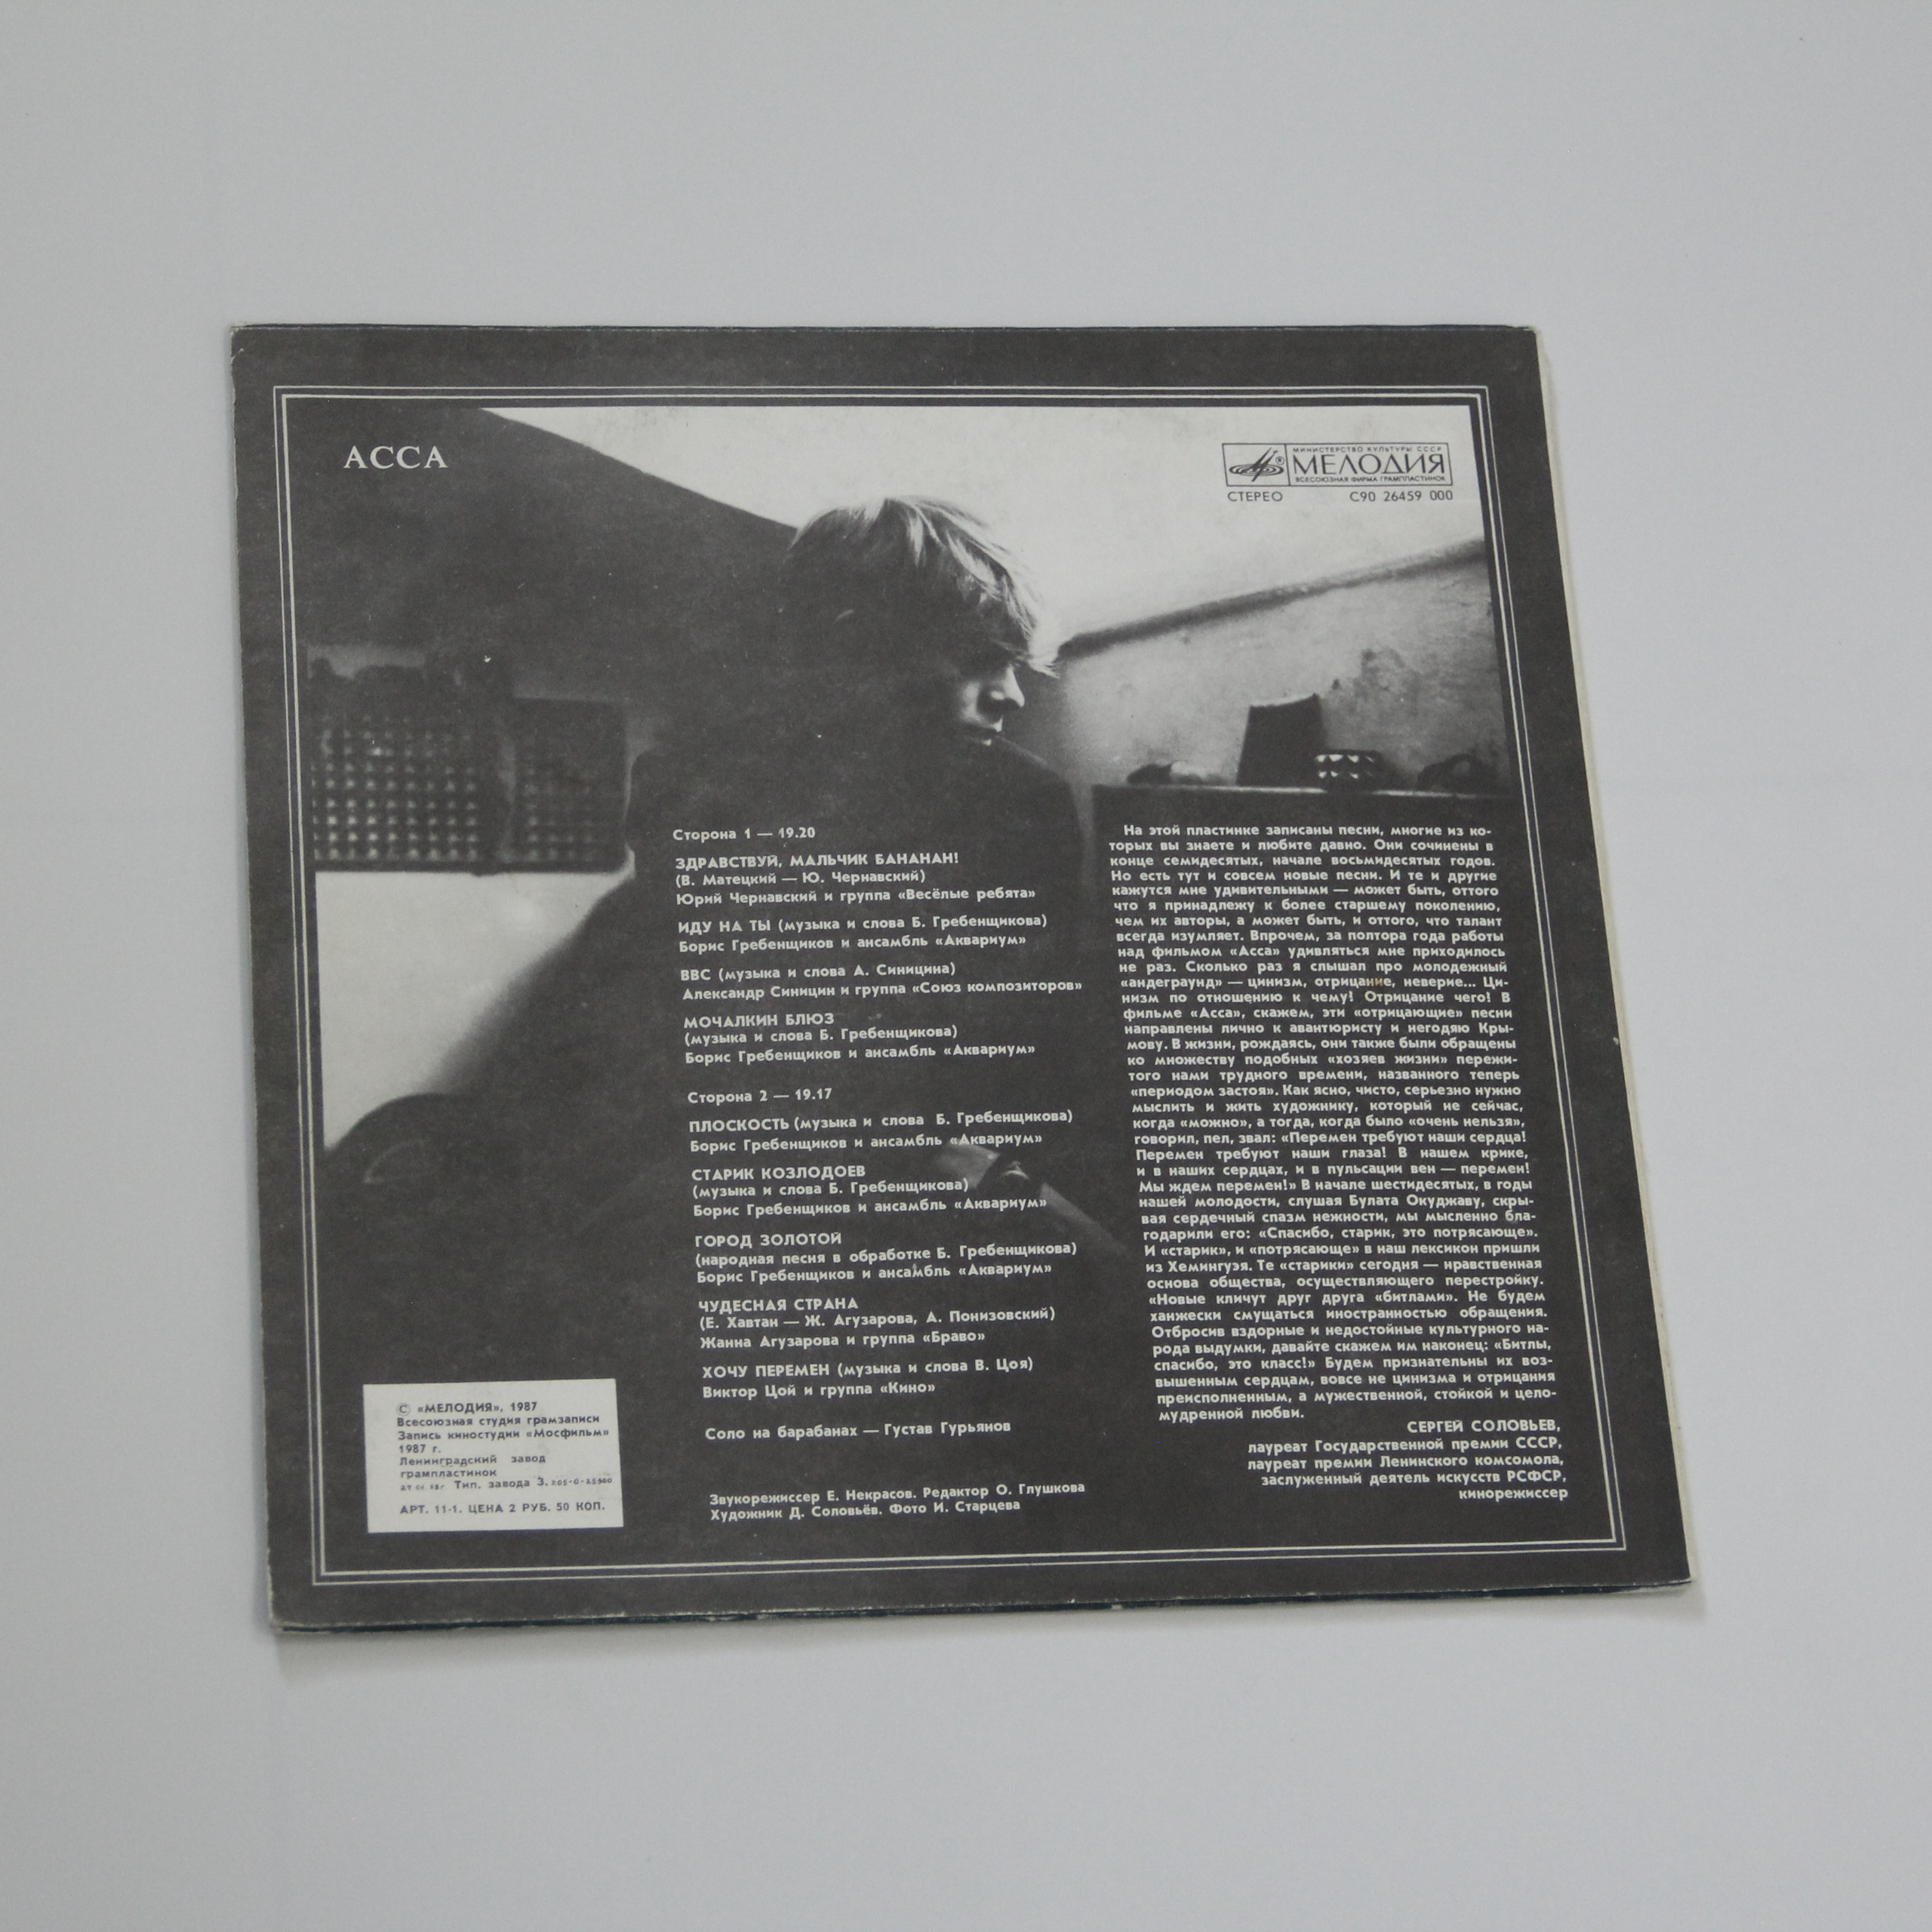 АССА
МИНИСТЕРСТВО КУЛЬТУРЫ СССР
МЕЛОДИЯ
ВСЕСОЮЗНАЯ ФИРМА ГРАМПЛАСТИНОК
СТЕРЕО С90 26459 000
Сторона 1 — 19.20
ЗДРАВСТВУЙ, МАЛЬЧИК БАНАНАН!
(В. Матецкий — Ю. Чернавский)
Юрий Чернавский и группа «Весёлые ребята»
ИДУ НА ТЫ (музыка и слова Б. Гребенщикова)
Борис Гребенщиков и ансамбль «Аквариум»
ВВС (музыка и слова А. Синицина)
Александр Синицин и группа «Союз композиторов»
МОЧАЛКИН БЛЮЗ
(музыка и слова Б. Гребенщикова)
Борис Гребенщиков и ансамбль «Аквариум»
Сторона 2 — 19.17
ПЛОСКОСТЬ (музыка и слова Б. Гребенщикова)
Борис Гребенщиков и ансамбль «Аквариум»
СТАРИК КОЗЛОДОЕВ
(музыка и слова Б. Гребенщикова)
Борис Гребенщиков и ансамбль «Аквариум»
ГОРОД ЗОЛОТОЙ
(народная песня в обработке Б. Гребенщикова)
Борис Гребенщиков и ансамбль «Аквариум»
ЧУДЕСНАЯ СТРАНА
(Е. Хавтан — Ж. Агузарова, А. Понизовский)
Жанна Агузарова и группа «Браво»
ХОЧУ ПЕРЕМЕН (музыка и слова В. Цоя)
Виктор Цой и группа «Кино»
Соло на барабанах — Густав Гурьянов
Звукорежиссер Е. Некрасов. Редактор О. Глушкова
Художник Д. Соловьёв. Фото И. Старцева
На этой пластинке записаны песни, многие из ко-
торых вы знаете и любите давно. Они сочинены в
конце семидесятых, начале восьмидесятых годов.
Но есть тут и совсем новые песни. И те и другие
кажутся мне удивительными — может быть, оттого
что я принадлежу к более старшему поколению,
чем их авторы, а может быть, и оттого, что талант
всегда изумляет. Впрочем, за полтора года работы
над фильмом «Асса» удивляться мне приходилось
не раз. Сколько раз я слышал про молодежный
«андеграунд» — цинизм, отрицание, неверие... Ци-
низм по отношению к чему! Отрицание чего! В
фильме «Асса», скажем, эти «отрицающие» песни
направлены лично к авантюристу и негодяю Кры-
мову. В жизни, рождаясь, они также были обращены
ко множеству подобных «хозяев жизни» пережи-
того нами трудного времени, названного теперь
«периодом застоя». Как ясно, чисто, серьезно нужно
мыслить и жить художнику, который не сейчас,
когда «можно», а тогда, когда было «очень нельзя»,
говорил, пел, звал: «Перемен требуют наши сердца!
Перемен требуют наши глаза! В нашем крике,
и в наших сердцах, и в пульсации вен — перемен!
Мы ждем перемен!» В начале шестидесятых, в годы
нашей молодости, слушая Булата Окуджаву, скры-
вая сердечный спазм нежности, мы мысленно бла-
годарили его: «Спасибо, старик, это потрясающе».
И «старик», и «потрясающе» в наш лексикон пришли
из Хемингуэя. Те «старики» сегодня — нравственная
основа общества, осуществляющего перестройку.
«Новые кличут друг друга «битлами». Не будем
ханжески смущаться иностранностью обращения.
Отбросив вздорные и недостойные культурного на-
рода выдумки, давайте скажем им наконец: «Битлы,
спасибо, это класс!» Будем признательны их воз-
вышенным сердцам, вовсе не цинизма и отрицания
преисполненным, а мужественной, стойкой и цело-
мудренной любви.
СЕРГЕЙ СОЛОВЬЕВ,
лауреат Государственной премии СССР,
лауреат премии Ленинского комсомола,
заслуженный деятель искусств РСФСР,
кинорежиссер
© «МЕЛОДИЯ», 1987
Всесоюзная студия грамзаписи
Запись киностудии «Мосфильм»
1987 г.
Ленинградский завод
грампластинок
Тип. завода З.
АРТ. 11-1. ЦЕНА 2 РУБ. 50 КОП.